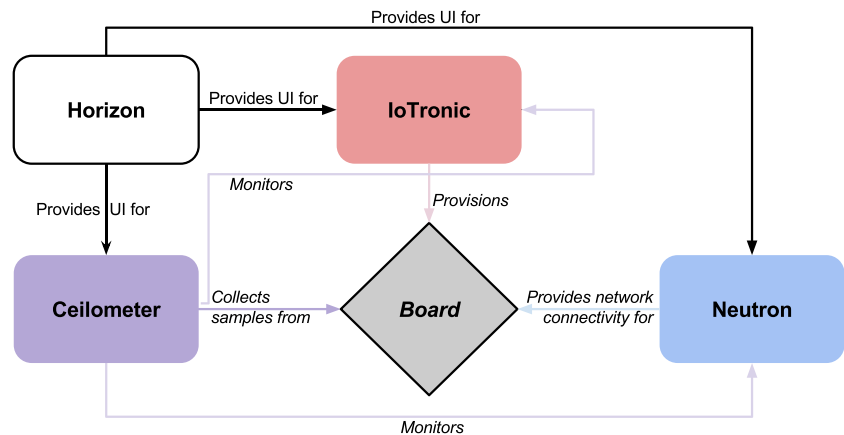 Provides UI for
Horizon
Provides UI for
IoTronic
Monitors
Provisions
Provides UI for
Ceilometer
Collects
samples from
Board
Provides network
connectivity for
Neutron
Monitors